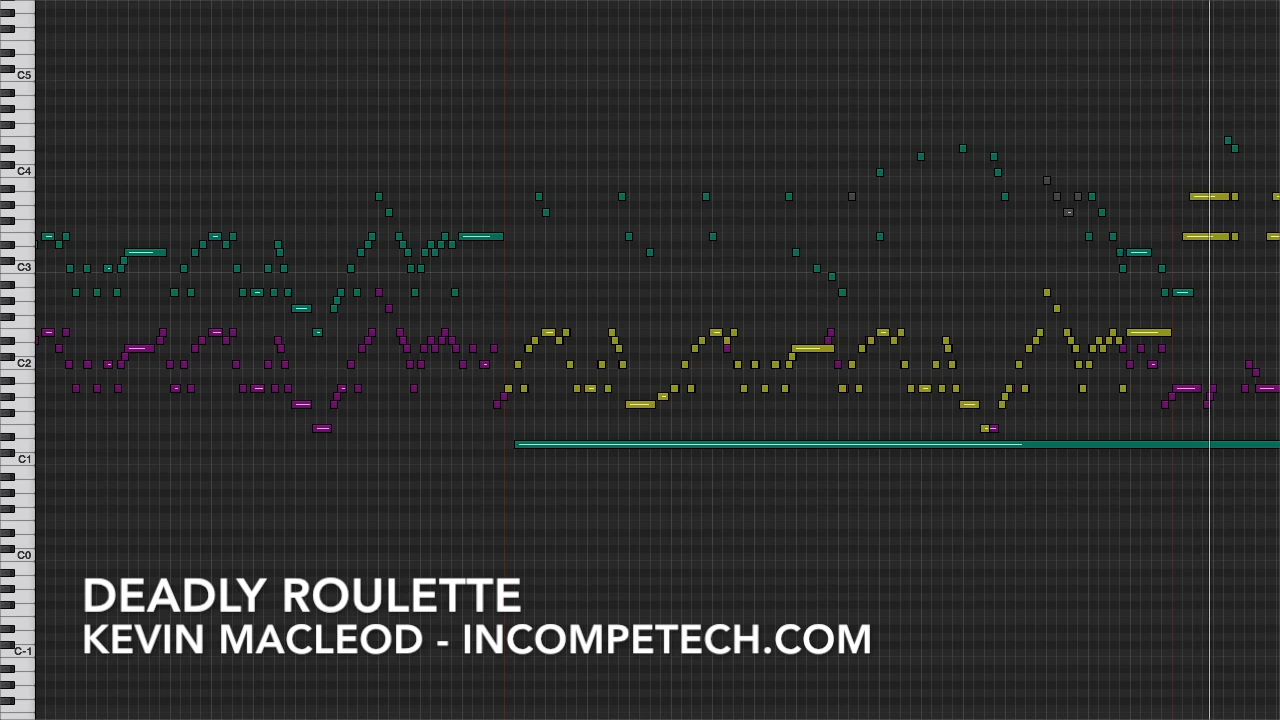 C5
C4
C3
C2
C1
C0
C-1
DEADLY ROULETTE
KEVIN MACLEOD - INCOMPETECH.COM